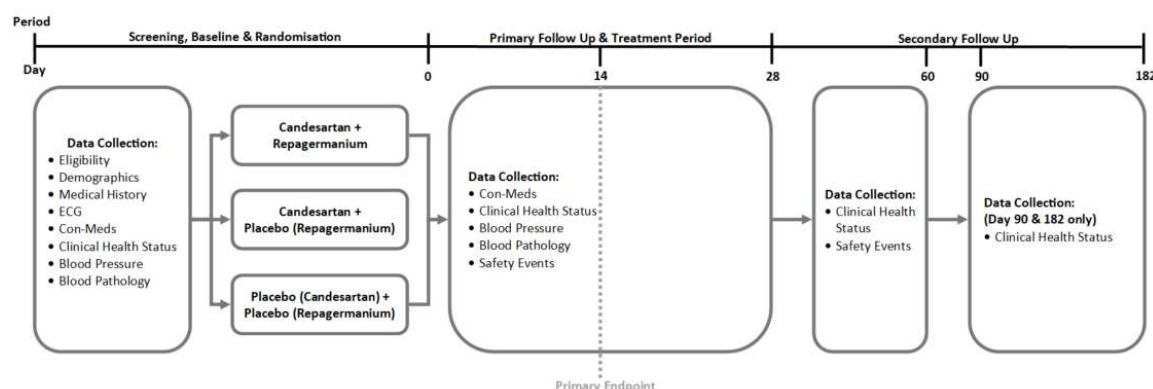 Period
Screening, Baseline & Randomisation
Primary Follow Up & Treatment Period
Secondary Follow Up
Day
0
14
28
60
90
182
Data Collection:
• Eligibility
• Demographics
• Medical History
• ECG
• Con-Meds
• Clinical Health Status
• Blood Pressure
• Blood Pathology
Candesartan +
Repagermanium
Candesartan +
Placebo (Repagermanium)
Placebo (Candesartan) +
Placebo (Repagermanium)
Data Collection:
• Con-Meds
• Clinical Health Status
• Blood Pressure
• Blood Pathology
• Safety Events
Data Collection:
• Clinical Health
Status
• Safety Events
Data Collection:
(Day 90 & 182 only)
• Clinical Health Status
Primary Endpoint